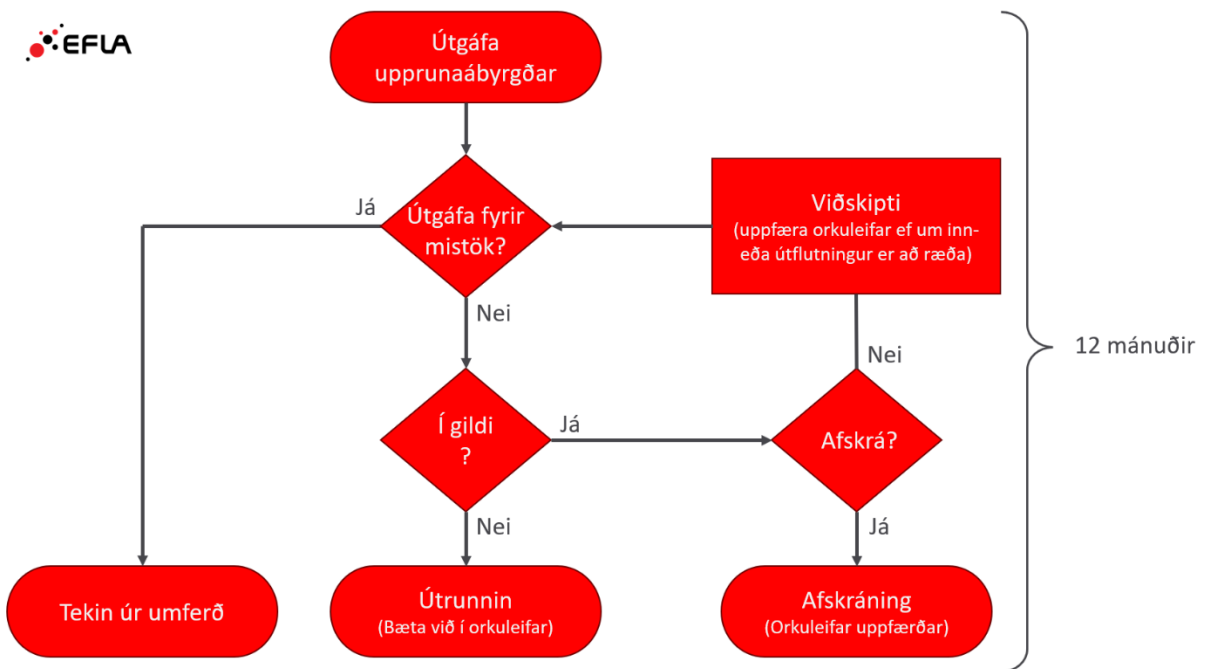 EFLA
Útgáfa
upprunaábyrgðar
Já
Útgáfa fyrir
mistök?
Viðskipti
(uppfæra orkuleifar ef um inn-
eða útflutningur er að ræða)
Nei
Nei
12 mánuðir
Í gildi
?
Já
Afskrá?
Nei
Já
Tekin úr umferð
Útrunnin
(Bæta við í orkuleifar)
Afskráning
(Orkuleifar uppfærðar)